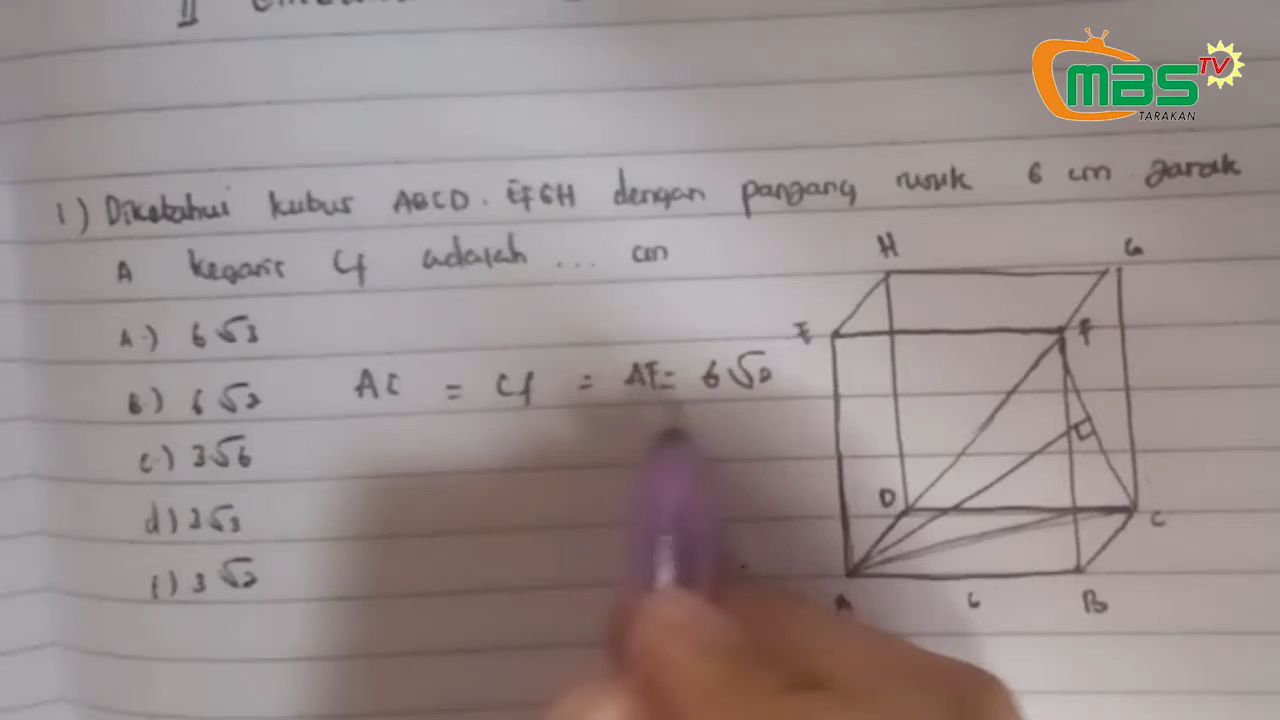 MBS TV
TARAKAN
1) Diketahui kubus ABCD. EFGH dengan panjang rusuk 6 cm jarak
A kegaris CF adalah ... cm
A.) 6√3
B.) 6√2
C.) 3√6
d.) 2√3
E.) 3√2
AC = CF = AF = 6√2
H G
E F
D C
A 6 B